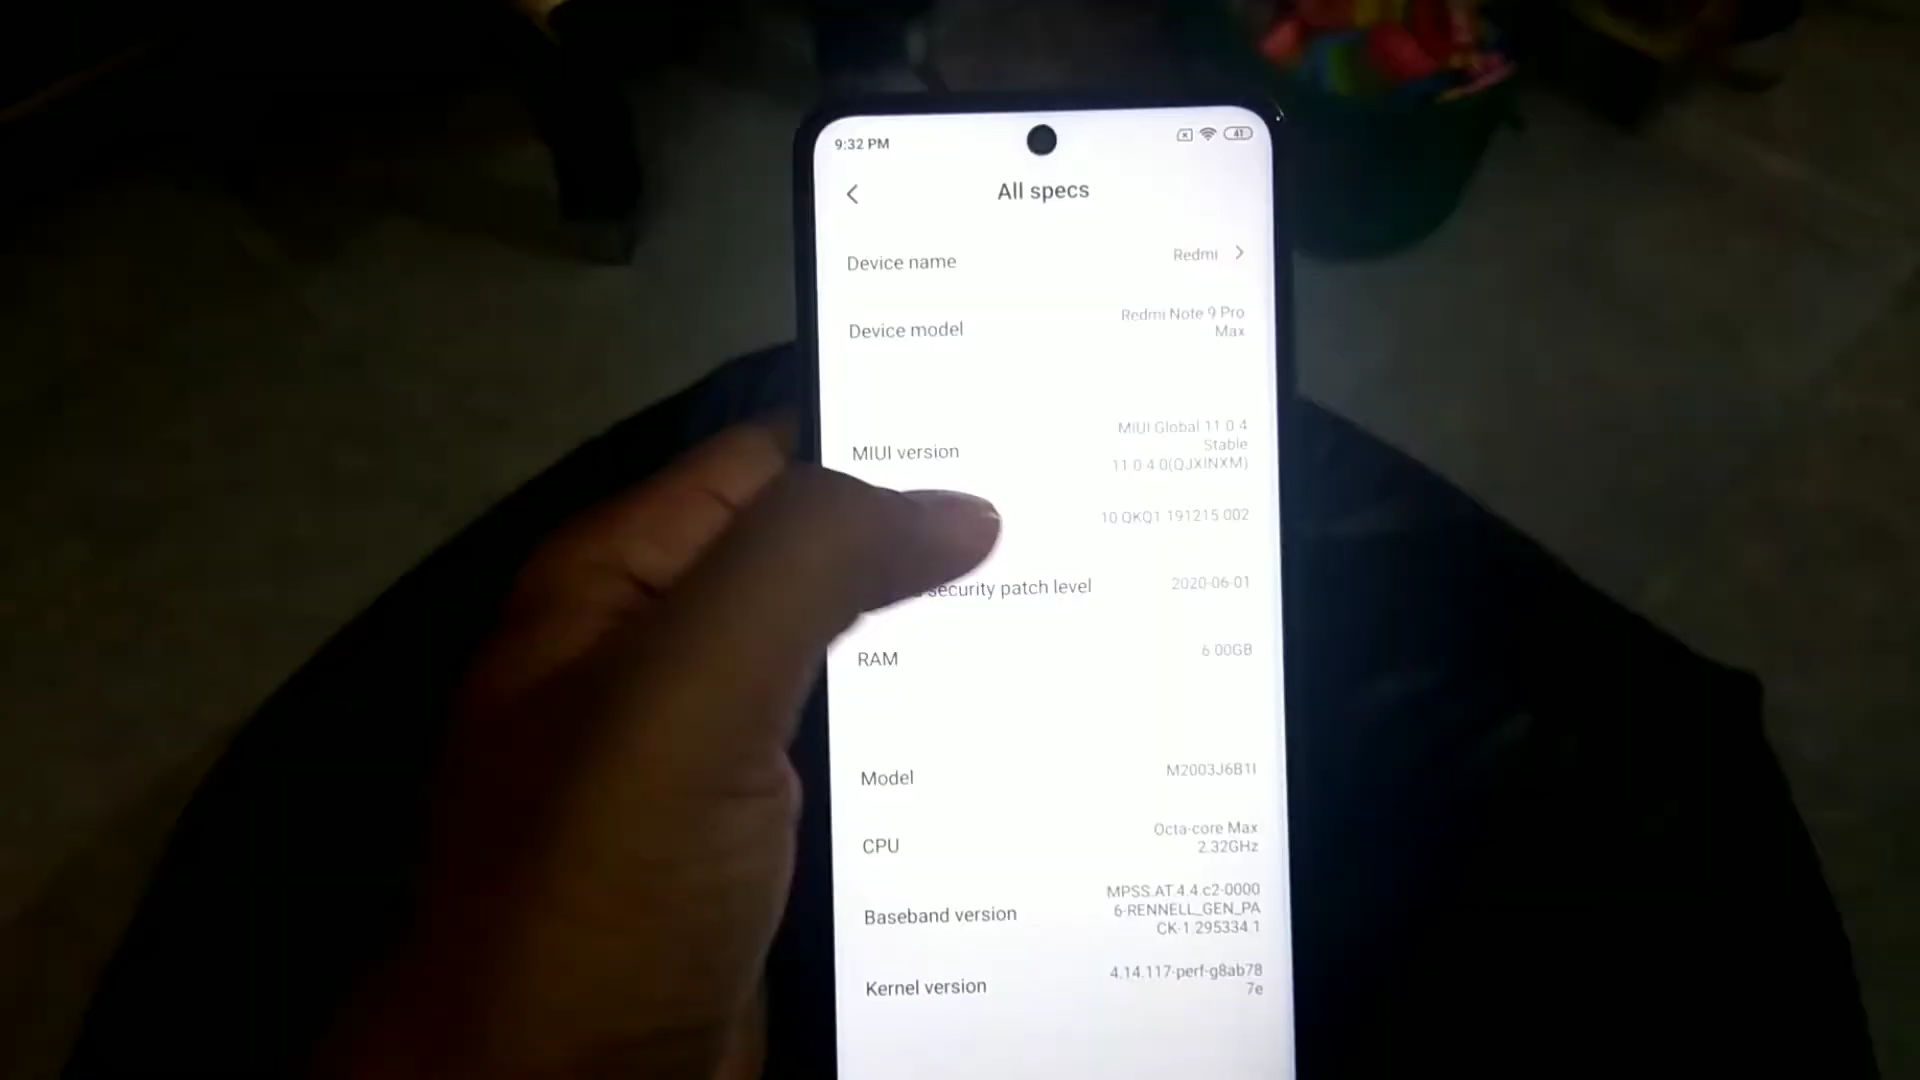 9:32 PM
41
All specs
Device name
Redmi
Device model
Redmi Note 9 Pro
Max
MIUI version
MIUI Global 11.0.4
Stable
11.0.4.0(QJXINXM)
10 QKQ1.191215.002
security patch level
2020-06-01
RAM
6.00GB
Model
M2003J6B1I
CPU
Octa-core Max
2.32GHz
Baseband version
MPSS.AT.4.4.c2-0000
6-RENNELL_GEN_PA
CK-1.295334.1
Kernel version
4.14.117-perf-g8ab78
7e